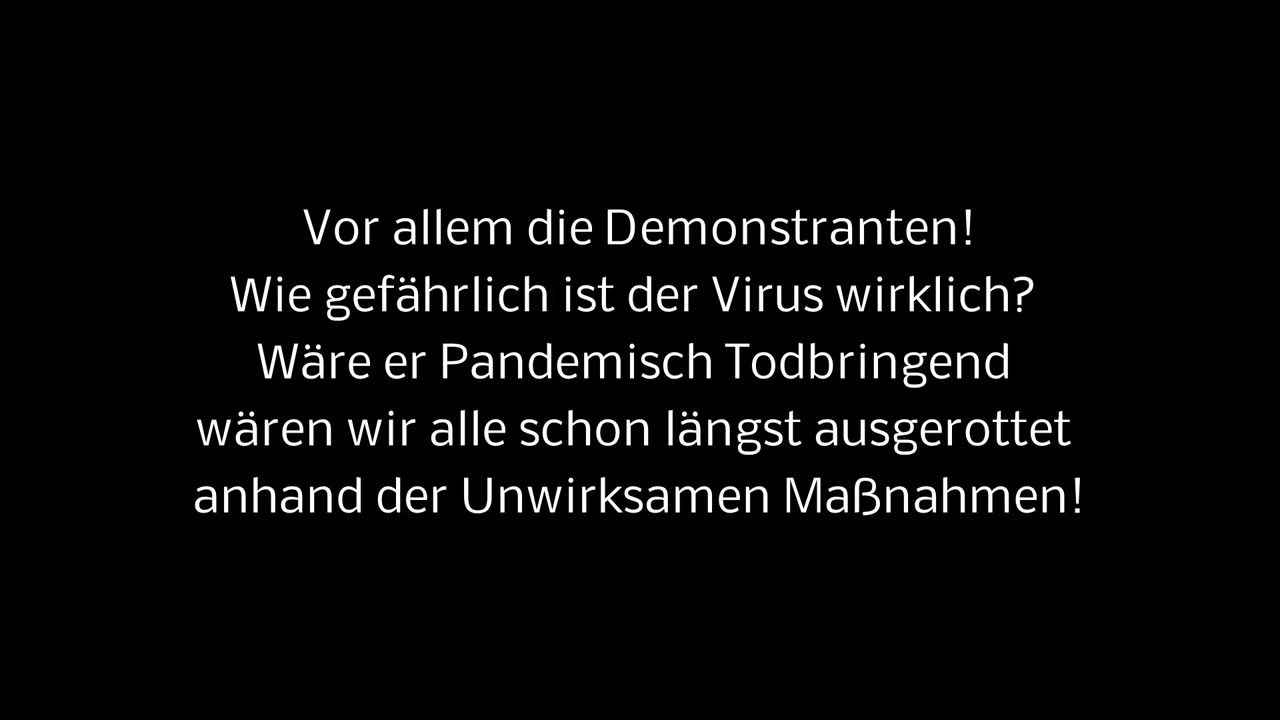 Vor allem die Demonstranten!
Wie gefährlich ist der Virus wirklich?
Wäre er Pandemisch Todbringend
wären wir alle schon längst ausgerottet
anhand der Unwirksamen Maßnahmen!